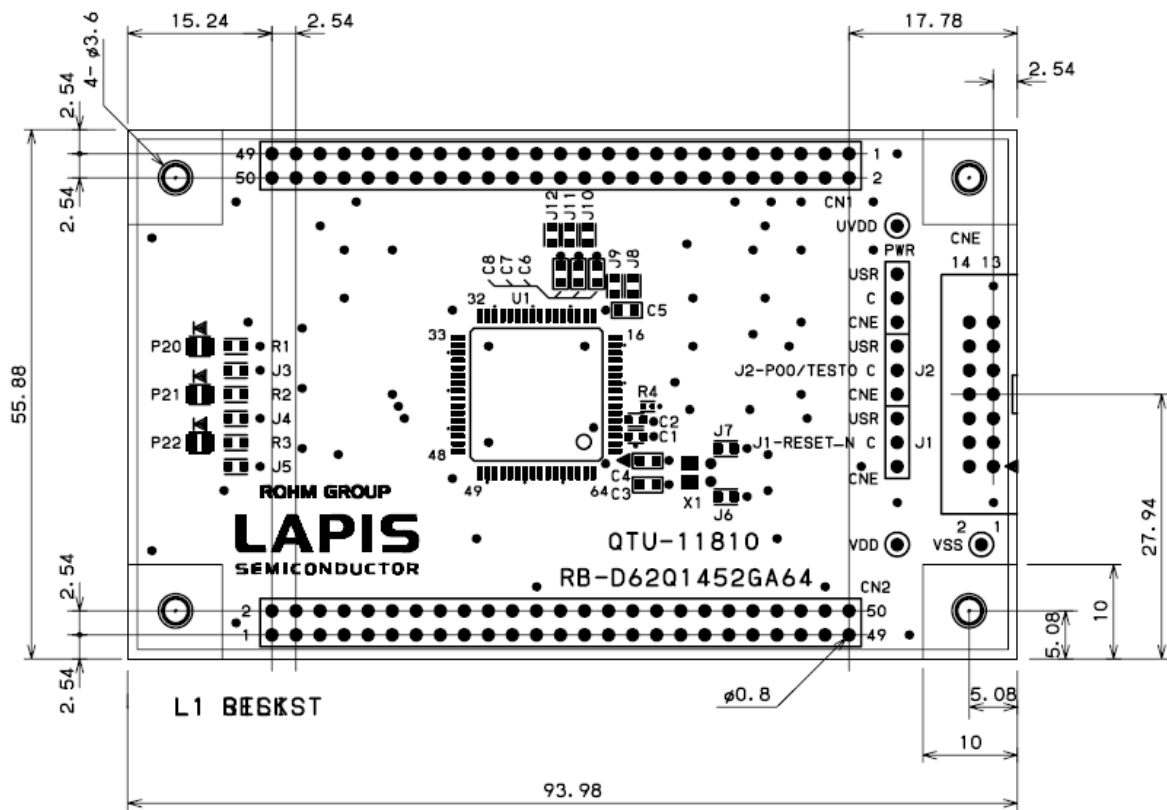 15.24
2.54
17.78
2.54
4-ø3.6
2.54
2.54
49
1
50
2
CN1
J12
J11
J10
UVDD
PWR
CNE
14 13
C8
C7
C6
J9
J8
USR
C
CNE
U1
32
C5
33
16
USR
J2-P00/TEST0 C
J2
CNE
P20
R1
J3
P21
R2
J4
P22
R3
J5
R4
C2
C1
USR
J7
J1-RESET_N C
J1
CNE
48
49
64
C4
C3
X1
J6
55.88
ROHM GROUP
LAPIS
SEMICONDUCTOR
QTU-11810
RB-D62Q1452GA64
VDD
VSS
2
1
27.94
CN2
2.54
2
50
1
49
2.54
5.08
10
ø0.8
5.08
10
L1
93.98